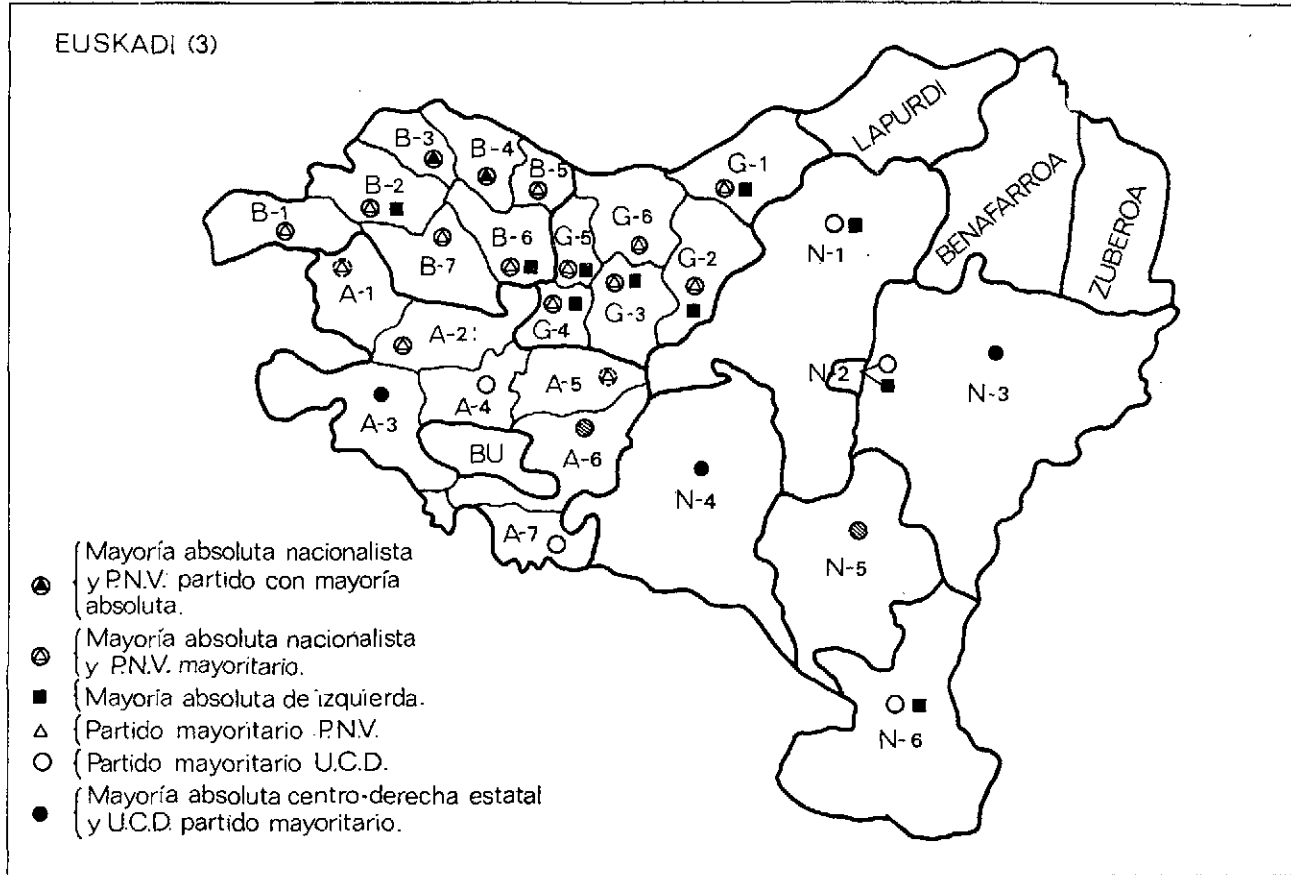 EUSKADI (3)
LAPURDI
BENAFARROA
ZUBEROA
B-3
B-4
B-5
G-1
B-2
B-1
B-6
G-5
G-6
G-2
N-1
B-7
A-1
G-4
G-3
A-2:
N-2
N-3
A-5
A-4
A-3
BU
A-6
N-4
A-7
N-5
N-6
Mayoría absoluta nacionalista
y P.N.V. partido con mayoría
absoluta.
Mayoría absoluta nacionalista
y P.N.V. mayoritario.
Mayoría absoluta de izquierda.
Partido mayoritario P.N.V.
Partido mayoritario U.C.D.
Mayoría absoluta centro-derecha estatal
y U.C.D. partido mayoritario.